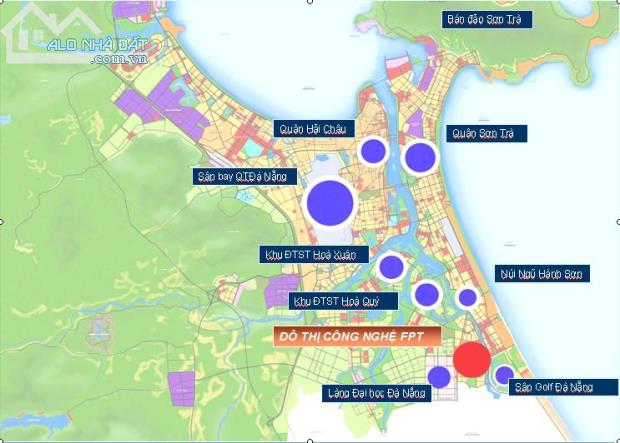 ALO NHÀ ĐẤT
.com.vn
Bán đảo Sơn Trà
Quận Hải Châu
Quận Sơn Trà
Sân bay QTĐà Nẵng
Khu ĐTST Hoà Xuân
Núi Ngũ Hành Sơn
Khu ĐTST Hoà Quý
ĐÔ THỊ CÔNG NGHỆ FPT
Làng Đại học Đà Nẵng
Sân Golf Đà Nẵng